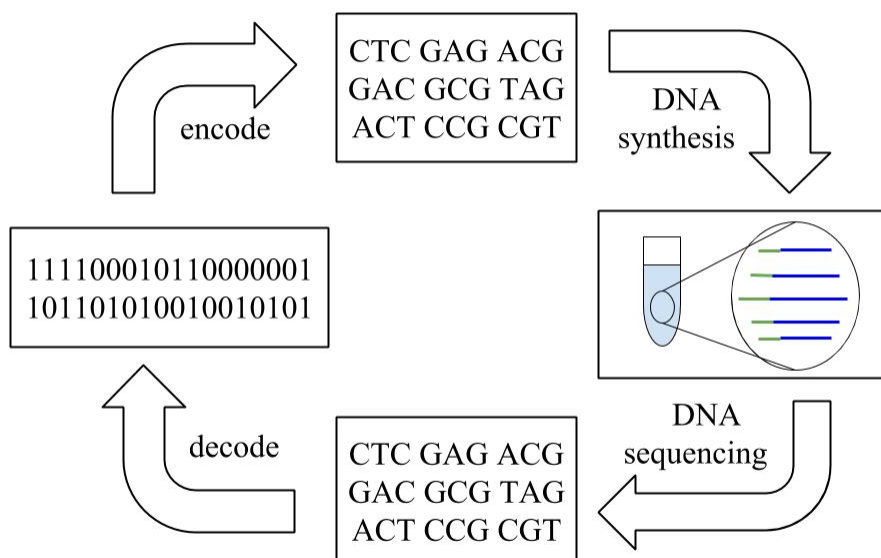 CTC GAG ACG
GAC GCG TAG
ACT CCG CGT
encode
DNA
synthesis
111100010110000001
101101010010010101
DNA
sequencing
decode
CTC GAG ACG
GAC GCG TAG
ACT CCG CGT